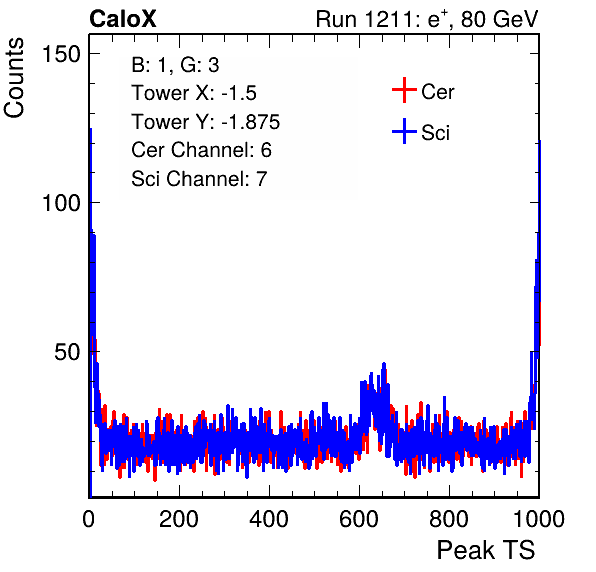 CaloX Run 1211: e⁺, 80 GeV
Counts
150
100
50
B: 1, G: 3
Tower X: -1.5
Tower Y: -1.875
Cer Channel: 6
Sci Channel: 7
Cer
Sci
0 200 400 600 800 1000
Peak TS